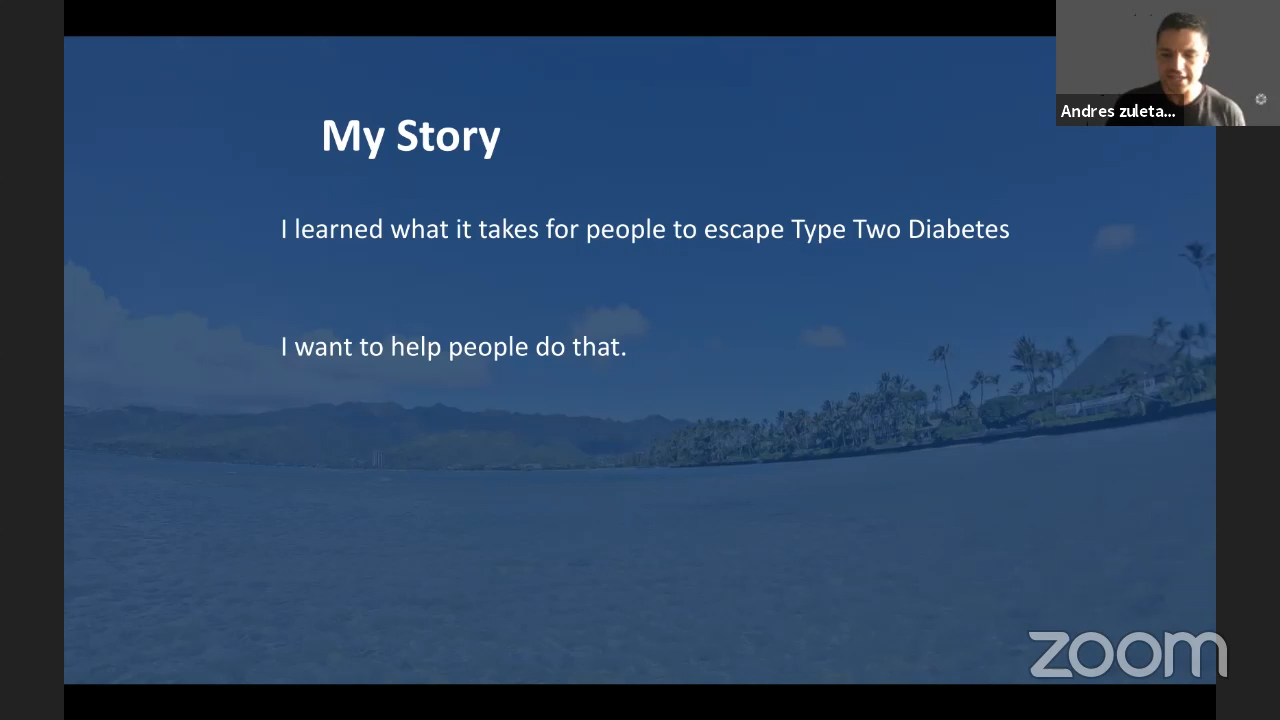 My Story
Andres zuleta...
I learned what it takes for people to escape Type Two Diabetes
I want to help people do that.
zoom